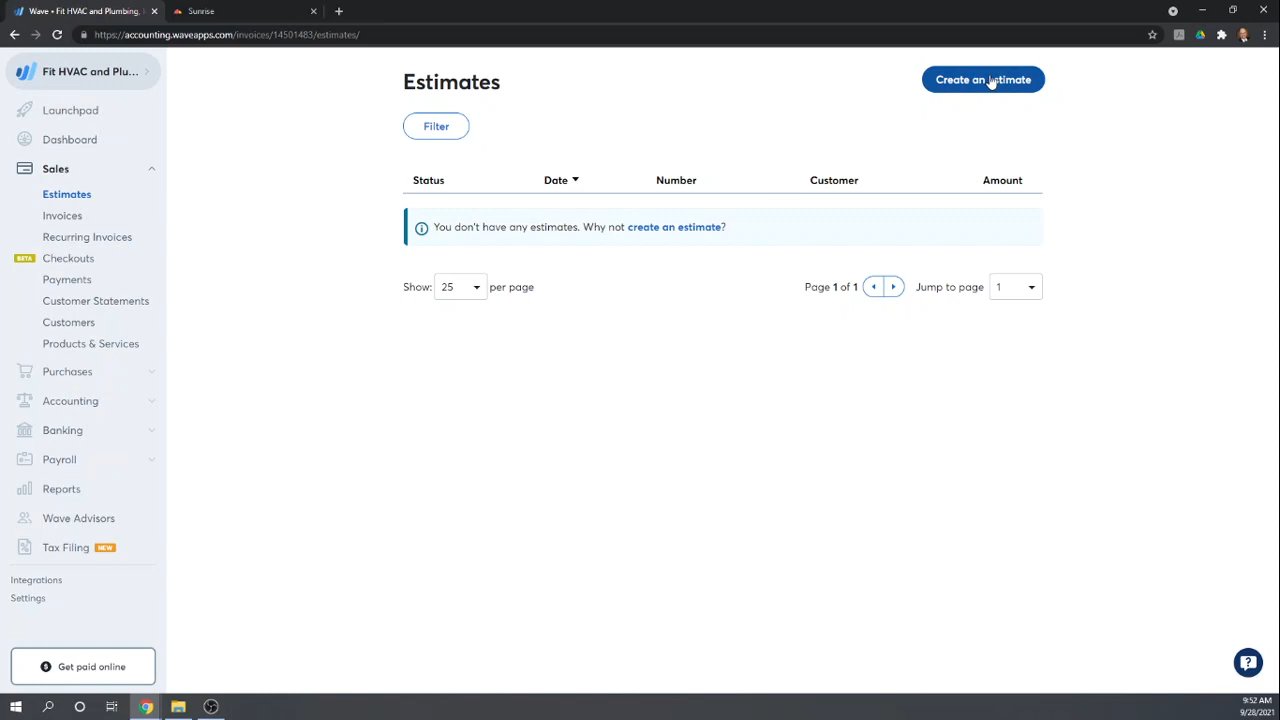 Wave • Fit HVAC and Plumbing,
Sunrise
https://accounting.waveapps.com/invoices/14501483/estimates/
Fit HVAC and Plu...
Launchpad
Dashboard
Sales
Estimates
Invoices
Recurring Invoices
BETA Checkouts
Payments
Customer Statements
Customers
Products & Services
Purchases
Accounting
Banking
Payroll
Reports
Wave Advisors
Tax Filing NEW
Integrations
Settings
Get paid online
Estimates
Create an estimate
Filter
Status Date Number Customer Amount
You don't have any estimates. Why not create an estimate?
Show: 25 per page Page 1 of 1 Jump to page 1
9:52 AM
9/28/2021